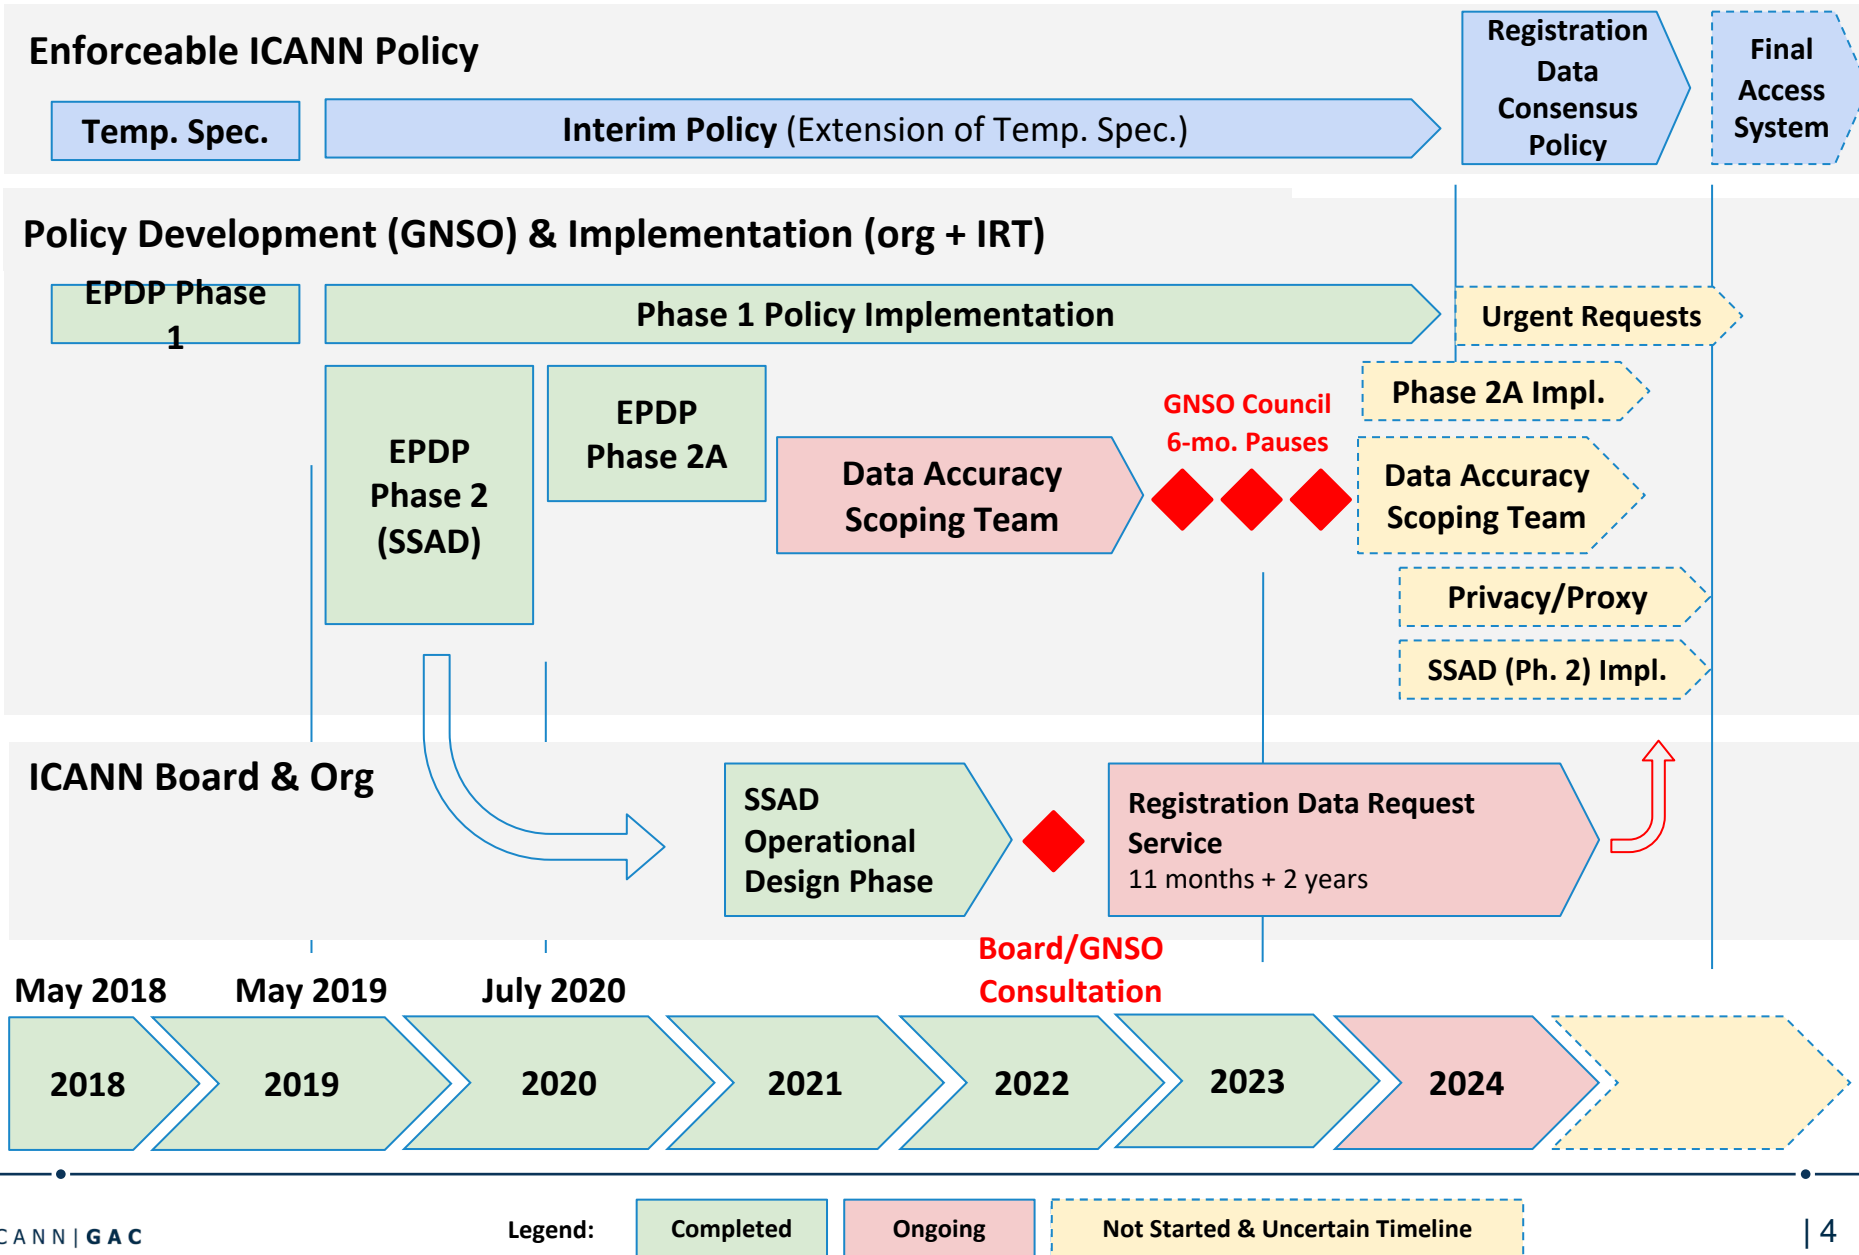 Enforceable ICANN Policy
Temp. Spec.
Interim Policy (Extension of Temp. Spec.)
Registration
Data
Consensus
Policy
Final
Access
System
Policy Development (GNSO) & Implementation (org + IRT)
EPDP Phase
1
Phase 1 Policy Implementation
Urgent Requests
EPDP
Phase 2
(SSAD)
EPDP
Phase 2A
Data Accuracy
Scoping Team
GNSO Council
6-mo. Pauses
Phase 2A Impl.
Data Accuracy
Scoping Team
Privacy/Proxy
SSAD (Ph. 2) Impl.
ICANN Board & Org
SSAD
Operational
Design Phase
Registration Data Request
Service
11 months + 2 years
Board/GNSO
Consultation
May 2018
May 2019
July 2020
2018
2019
2020
2021
2022
2023
2024
Legend:
Completed
Ongoing
Not Started & Uncertain Timeline
CANN|GAC
| 4